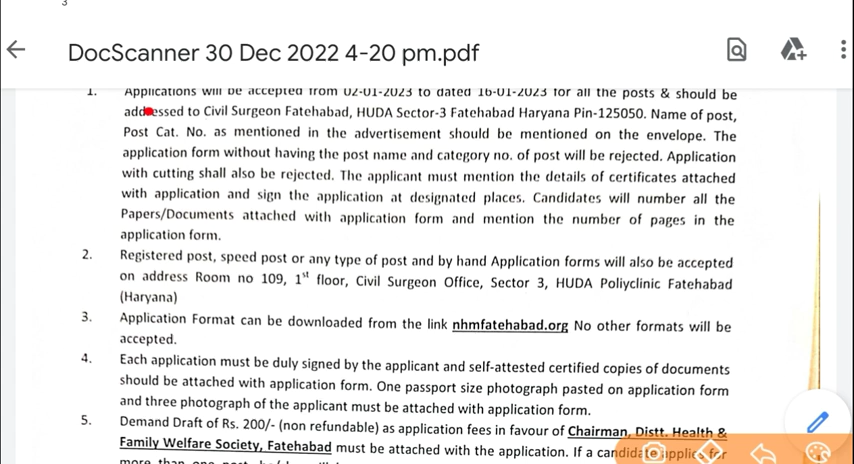 3
DocScanner 30 Dec 2022 4-20 pm.pdf
1. Applications will be accepted from 02-01-2023 to dated 16-01-2023 for all the posts & should be
addressed to Civil Surgeon Fatehabad, HUDA Sector-3 Fatehabad Haryana Pin-125050. Name of post,
Post Cat. No. as mentioned in the advertisement should be mentioned on the envelope. The
application form without having the post name and category no. of post will be rejected. Application
with cutting shall also be rejected. The applicant must mention the details of certificates attached
with application and sign the application at designated places. Candidates will number all the
Papers/Documents attached with application form and mention the number of pages in the
application form.
2. Registered post, speed post or any type of post and by hand Application forms will also be accepted
on address Room no 109, 1st floor, Civil Surgeon Office, Sector 3, HUDA Poliyclinic Fatehabad
(Haryana)
3. Application Format can be downloaded from the link nhmfatehabad.org No other formats will be
accepted.
4. Each application must be duly signed by the applicant and self-attested certified copies of documents
should be attached with application form. One passport size photograph pasted on application form
and three photograph of the applicant must be attached with application form.
5. Demand Draft of Rs. 200/- (non refundable) as application fees in favour of Chairman, Distt. Health &
Family Welfare Society, Fatehabad must be attached with the application. If a candidate applies for
more than one post